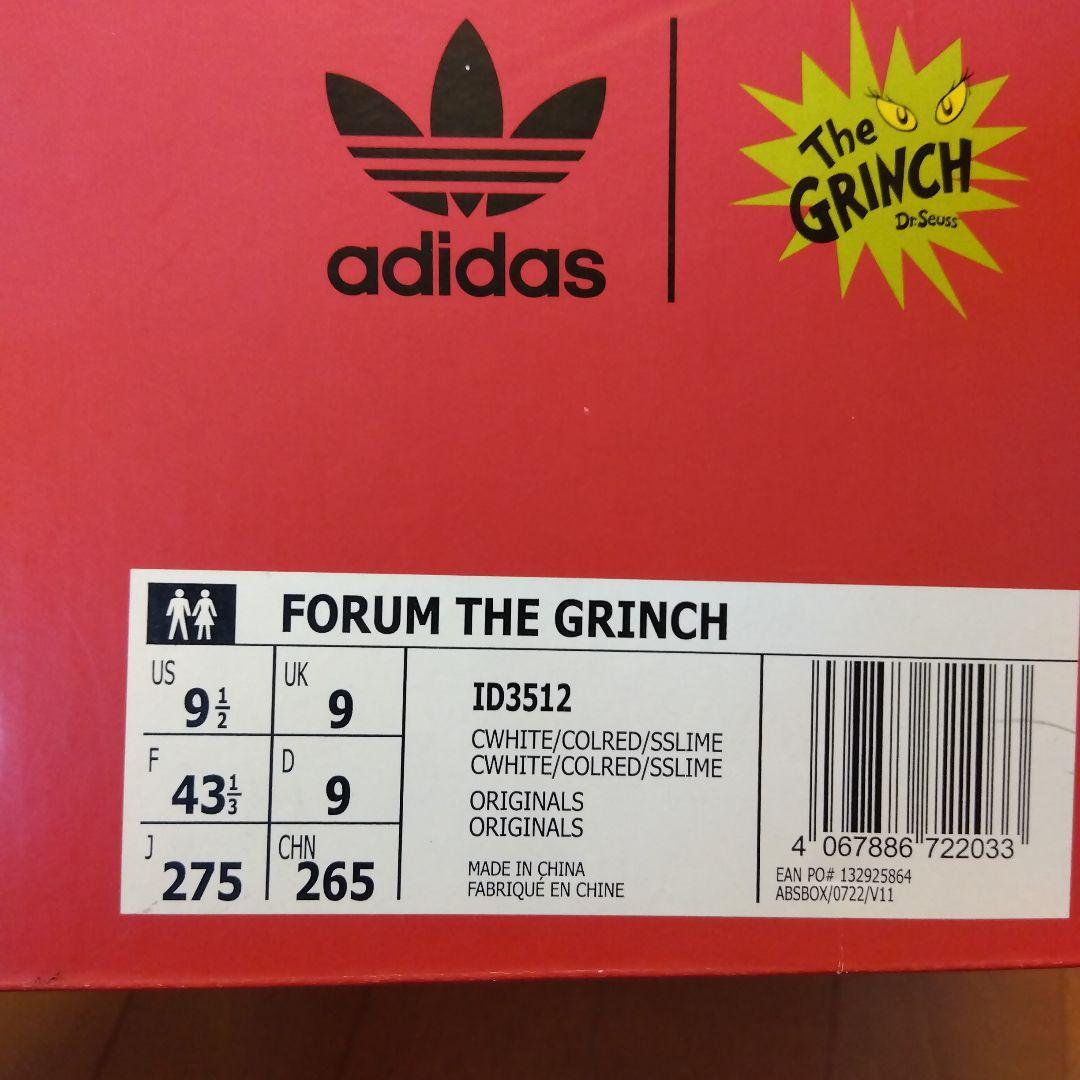 adidas
The
GRINCH
Dr. Seuss
FORUM THE GRINCH
US
9 1/2
UK
9
F
43 1/3
D
9
J
275
CHN
265
ID3512
CWHITE/COLRED/SSLIME
CWHITE/COLRED/SSLIME
ORIGINALS
ORIGINALS
MADE IN CHINA
FABRIQUÉ EN CHINE
4 067886 722033
EAN PO# 132925864
ABSBOX/0722/V11